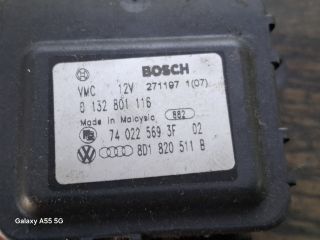 BOSCH
VMC 12V 271197 1(07)
0 132 801 116
Made in Malaysia 882
74 022 569 3F 02
8D1 820 511 B
Galaxy A55 5G